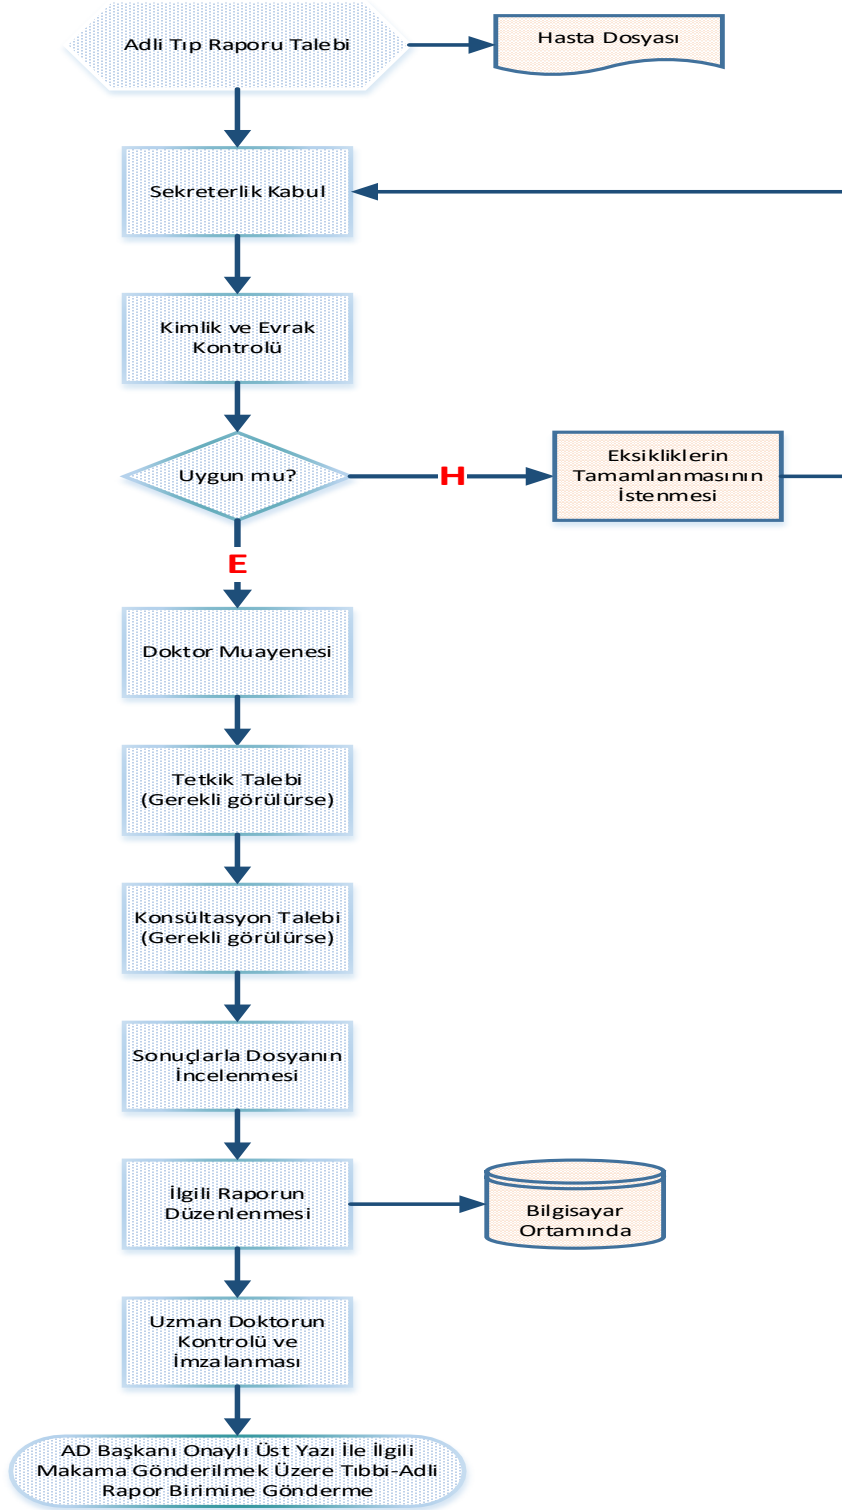 Adli Tıp Raporu Talebi
Hasta Dosyası
Sekreterlik Kabul
Kimlik ve Evrak
Kontrolü
Uygun mu?
H
Eksikliklerin
Tamamlanmasının
İstenmesi
E
Doktor Muayenesi
Tetkik Talebi
(Gerekli görülürse)
Konsültasyon Talebi
(Gerekli görülürse)
Sonuçlarla Dosyanın
İncelenmesi
İlgili Raporun
Düzenlenmesi
Bilgisayar
Ortamında
Uzman Doktorun
Kontrolü ve
İmzalanması
AD Başkanı Onaylı Üst Yazı İle İlgili
Makama Gönderilmek Üzere Tıbbi-Adli
Rapor Birimine Gönderme